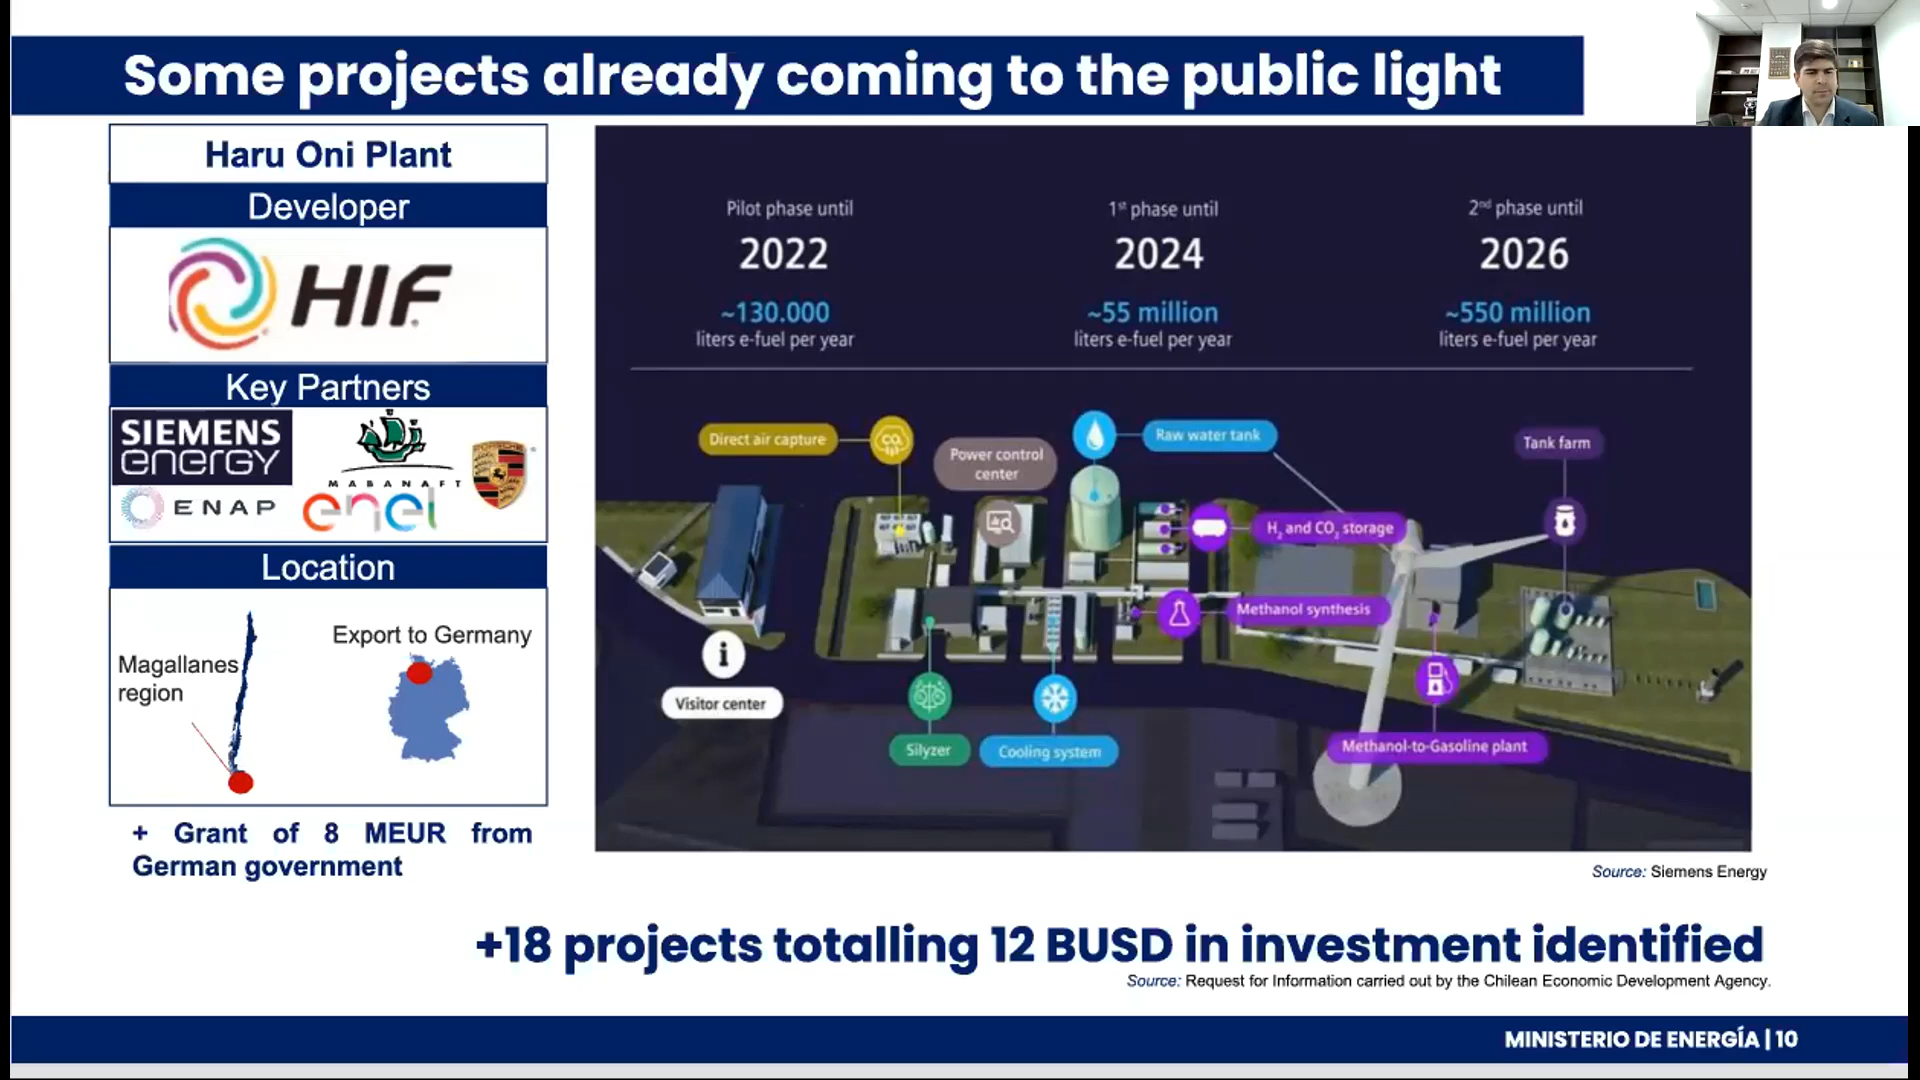 Some projects already coming to the public light
Haru Oni Plant
Developer
HIF
Key Partners
SIEMENS
energy
MABANAFT
PORSCHE
ENAP
enel
Location
Magallanes
region
Export to Germany
+ Grant of 8 MEUR from
German government
Pilot phase until
2022
~130.000
liters e-fuel per year
1st phase until
2024
~55 million
liters e-fuel per year
2nd phase until
2026
~550 million
liters e-fuel per year
Direct air capture
CO₂
Power control
center
Raw water tank
Tank farm
H₂ and CO₂ storage
Methanol synthesis
i
Visitor center
Silyzer
Cooling system
Methanol-to-Gasoline plant
Source: Siemens Energy
+18 projects totalling 12 BUSD in investment identified
Source: Request for Information carried out by the Chilean Economic Development Agency.
MINISTERIO DE ENERGÍA | 10